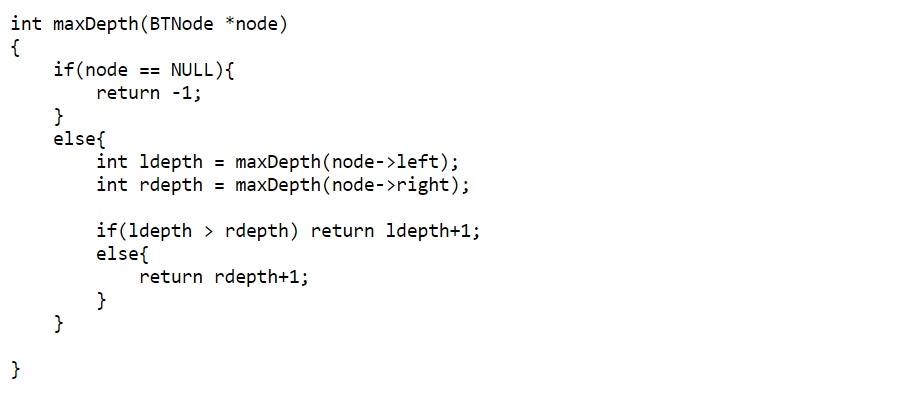 int maxDepth(BTNode *node)
{
    if(node == NULL){
        return -1;
    }
    else{
        int ldepth = maxDepth(node->left);
        int rdepth = maxDepth(node->right);

        if(ldepth > rdepth) return ldepth+1;
        else{
            return rdepth+1;
        }
    }

}